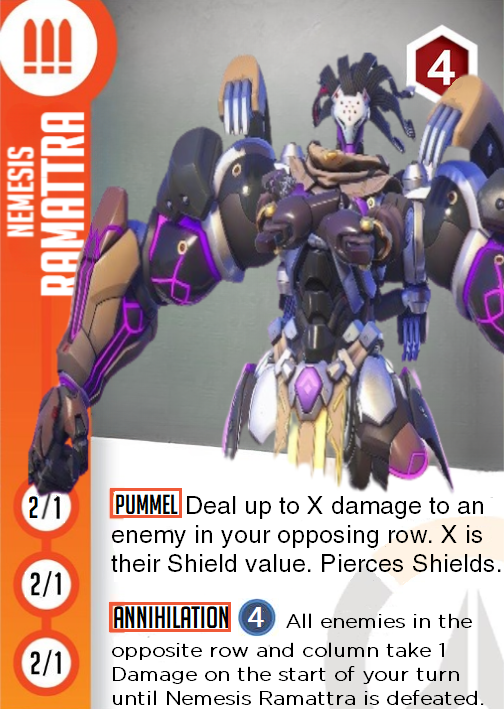 4
NEMESIS
RAMATTRA
2/1
2/1
2/1
PUMMEL Deal up to X damage to an
enemy in your opposing row. X is
their Shield value. Pierces Shields.
ANNIHILATION 4 All enemies in the
opposite row and column take 1
Damage on the start of your turn
until Nemesis Ramattra is defeated.